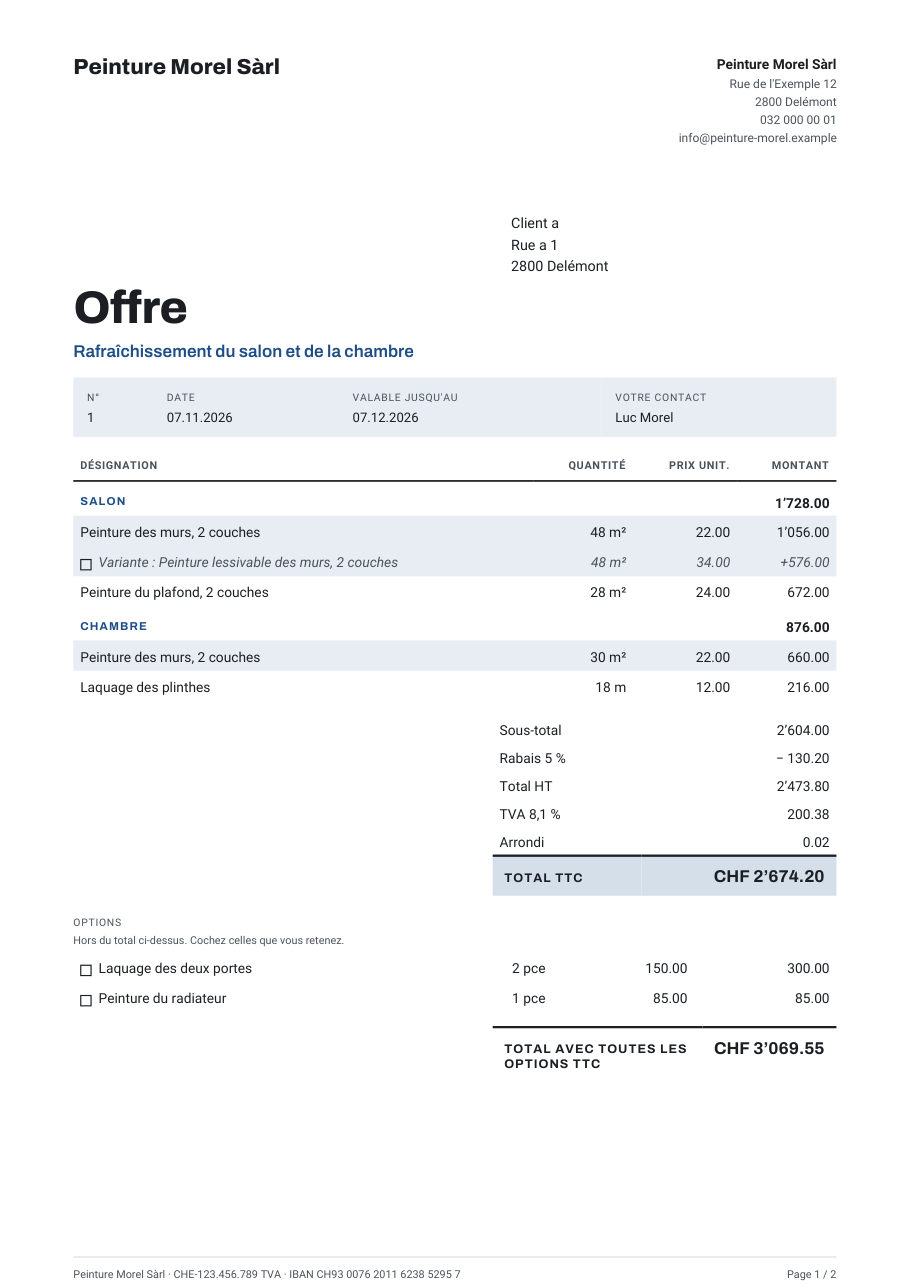 Peinture Morel Sàrl
Peinture Morel Sàrl
Rue de l'Exemple 12
2800 Delémont
032 000 00 01
info@peinture-morel.example
Client a
Rue a 1
2800 Delémont
Offre
Rafraîchissement du salon et de la chambre
N° DATE VALABLE JUSQU'AU VOTRE CONTACT
1 07.11.2026 07.12.2026 Luc Morel
DÉSIGNATION QUANTITÉ PRIX UNIT. MONTANT
SALON 1’728.00
Peinture des murs, 2 couches 48 m² 22.00 1’056.00
☐ Variante : Peinture lessivable des murs, 2 couches 48 m² 34.00 +576.00
Peinture du plafond, 2 couches 28 m² 24.00 672.00
CHAMBRE 876.00
Peinture des murs, 2 couches 30 m² 22.00 660.00
Laquage des plinthes 18 m 12.00 216.00
Sous-total 2’604.00
Rabais 5 % − 130.20
Total HT 2’473.80
TVA 8,1 % 200.38
Arrondi 0.02
TOTAL TTC CHF 2’674.20
OPTIONS
Hors du total ci-dessus. Cochez celles que vous retenez.
☐ Laquage des deux portes 2 pce 150.00 300.00
☐ Peinture du radiateur 1 pce 85.00 85.00
TOTAL AVEC TOUTES LES CHF 3’069.55
OPTIONS TTC
Peinture Morel Sàrl · CHE-123.456.789 TVA · IBAN CH93 0076 2011 6238 5295 7 Page 1 / 2